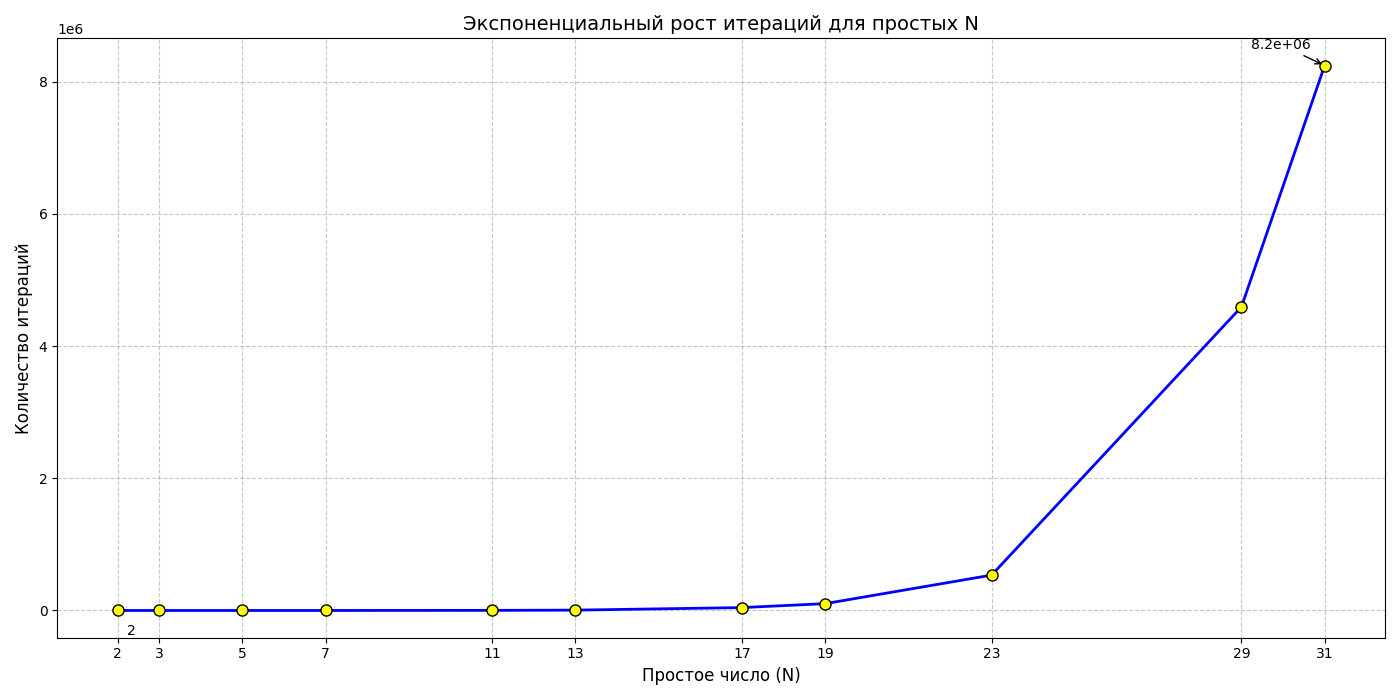 Экспоненциальный рост итераций для простых N
1e6
8.2e+06
8
6
4
2
0
Количество итераций
2
2 3 5 7 11 13 17 19 23 29 31
Простое число (N)